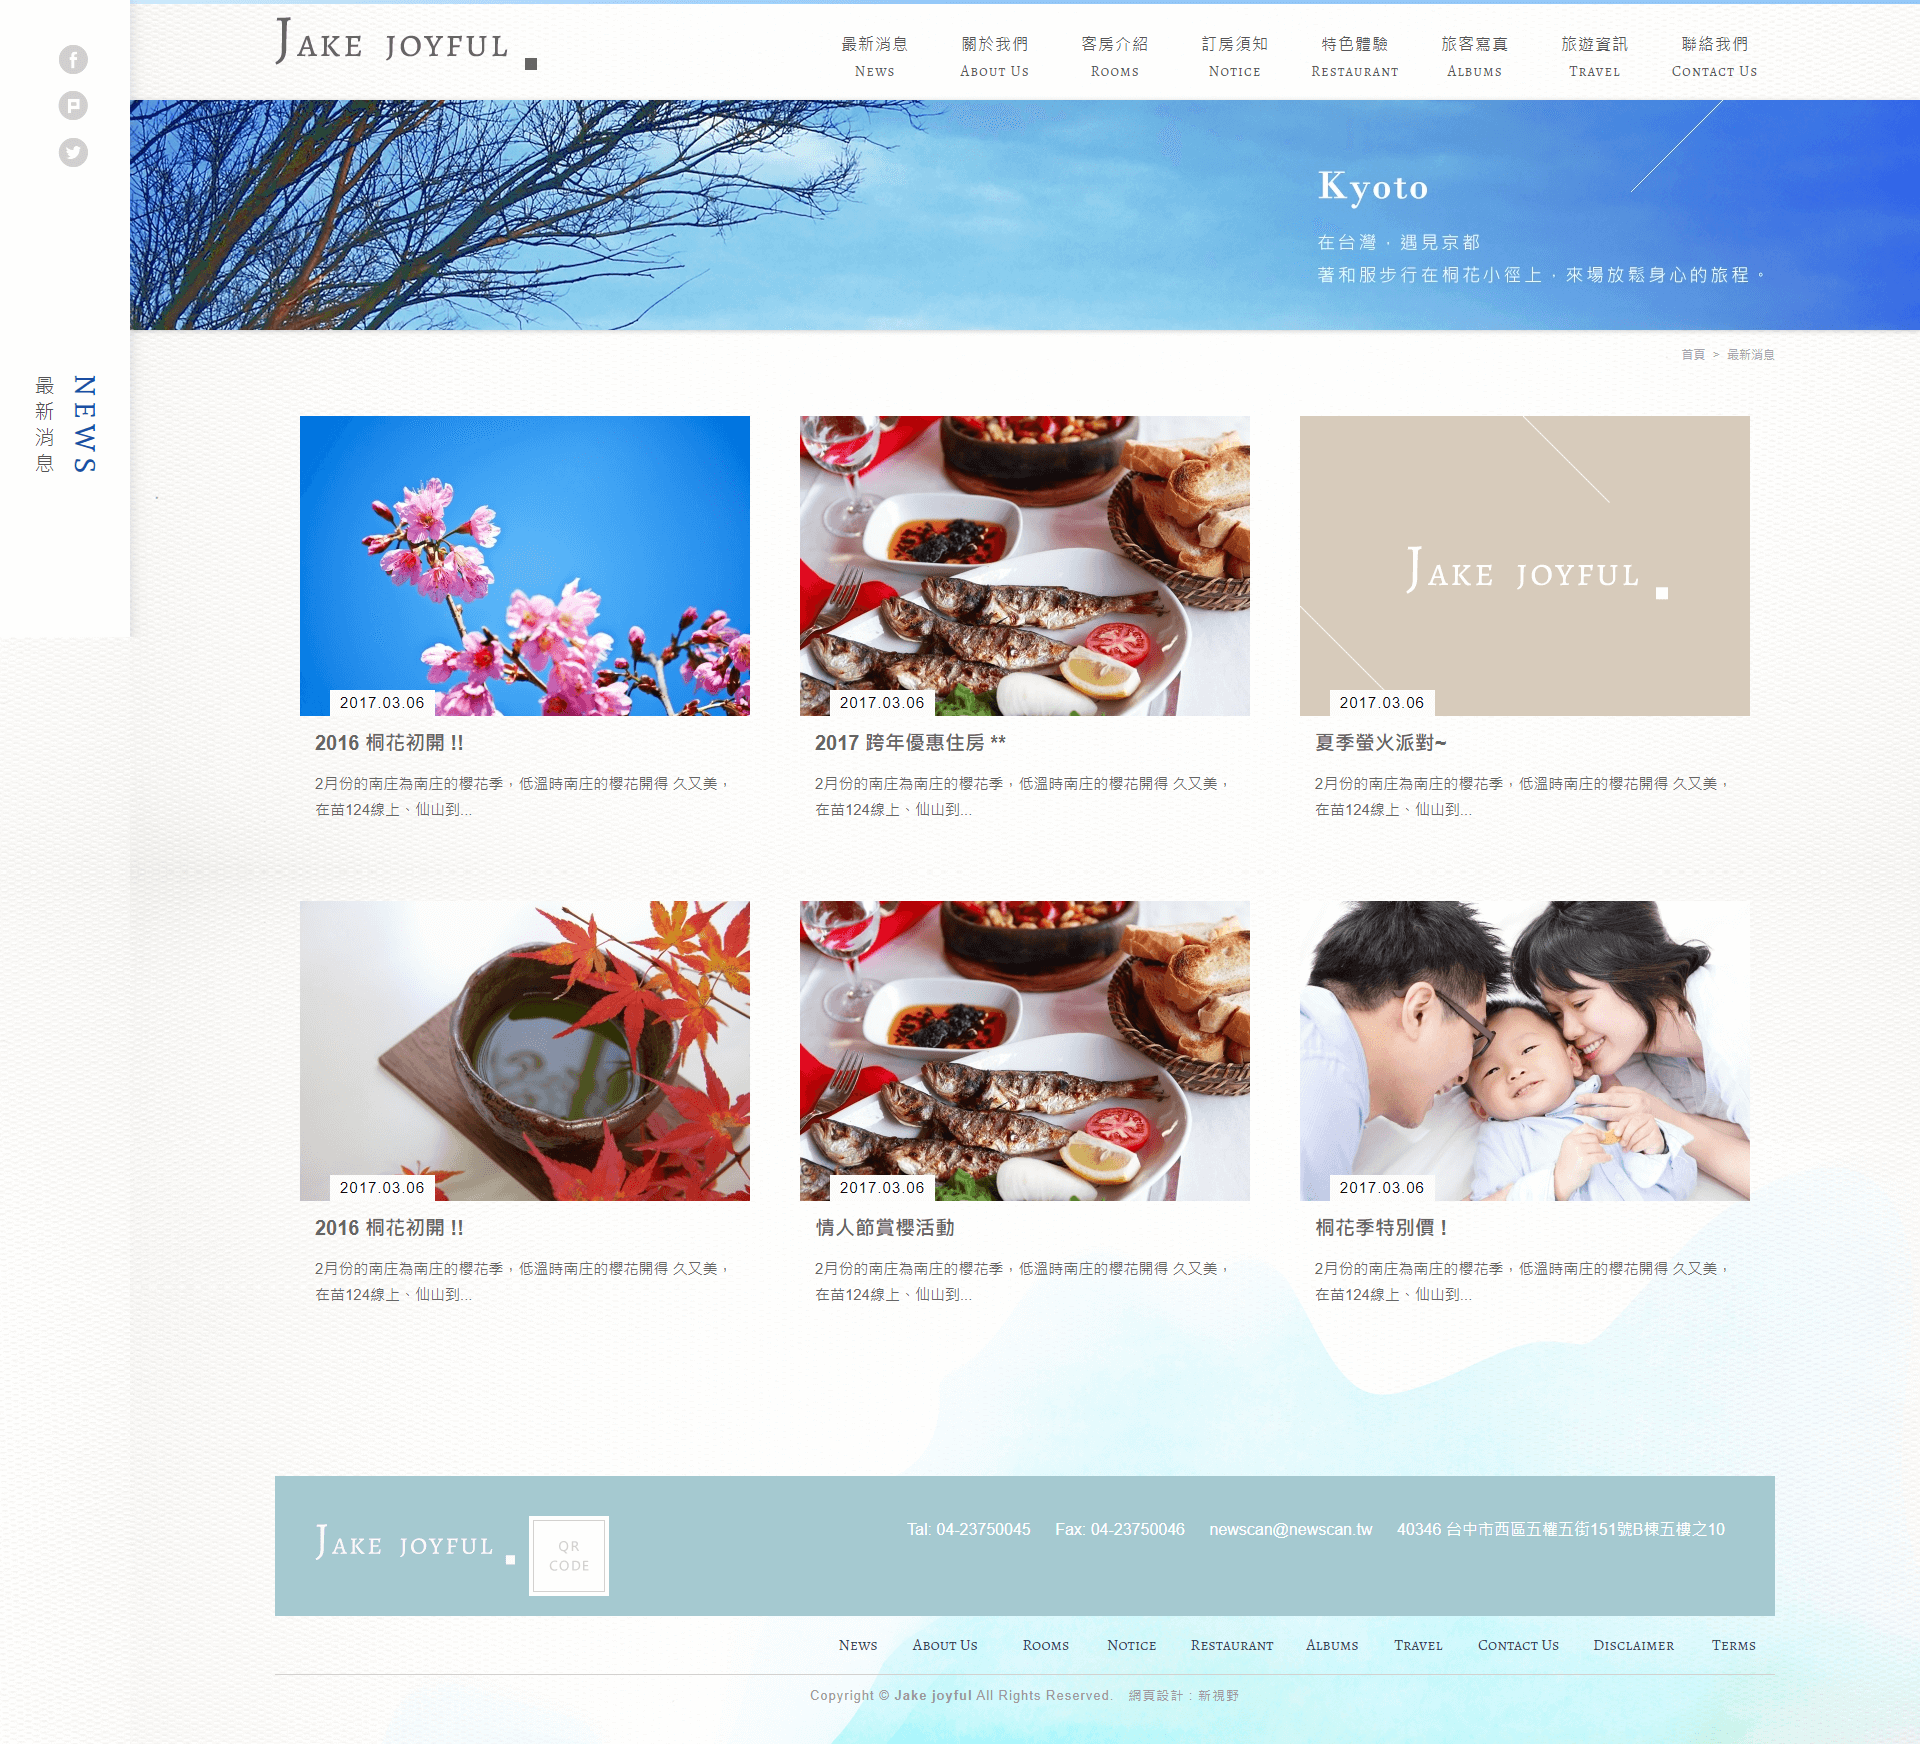 JAKE JOYFUL
最新消息 關於我們 客房介紹 訂房須知 特色體驗 旅客寫真 旅遊資訊 聯絡我們
NEWS ABOUT US ROOMS NOTICE RESTAURANT ALBUMS TRAVEL CONTACT US
Kyoto
在台灣，遇見京都
著和服步行在桐花小徑上，來場放鬆身心的旅程。
首頁 > 最新消息
NEWS
最新消息
2017.03.06
2016 桐花初開 !!
2月份的南庄為南庄的櫻花季，低溫時南庄的櫻花開得 久又美，
在苗124線上、仙山到...
2017.03.06
2017 跨年優惠住房 **
2月份的南庄為南庄的櫻花季，低溫時南庄的櫻花開得 久又美，
在苗124線上、仙山到...
JAKE JOYFUL
2017.03.06
夏季螢火派對~
2月份的南庄為南庄的櫻花季，低溫時南庄的櫻花開得 久又美，
在苗124線上、仙山到...
2017.03.06
2016 桐花初開 !!
2月份的南庄為南庄的櫻花季，低溫時南庄的櫻花開得 久又美，
在苗124線上、仙山到...
2017.03.06
情人節賞櫻活動
2月份的南庄為南庄的櫻花季，低溫時南庄的櫻花開得 久又美，
在苗124線上、仙山到...
2017.03.06
桐花季特別價 !
2月份的南庄為南庄的櫻花季，低溫時南庄的櫻花開得 久又美，
在苗124線上、仙山到...
JAKE JOYFUL
QR
CODE
Tal: 04-23750045 Fax: 04-23750046 newscan@newscan.tw 40346 台中市西區五權五街151號B棟五樓之10
NEWS ABOUT US ROOMS NOTICE RESTAURANT ALBUMS TRAVEL CONTACT US DISCLAIMER TERMS
Copyright © Jake joyful All Rights Reserved. 網頁設計：新視野